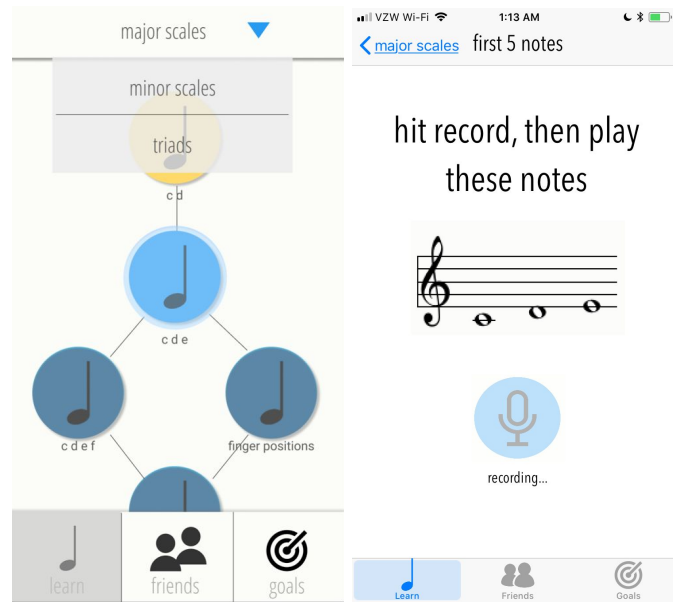 major scales
minor scales
triads
c d
c d e
c d e f
finger positions
learn
friends
goals
VZW Wi-Fi
1:13 AM
major scales
first 5 notes
hit record, then play
these notes
recording...
Learn
Friends
Goals